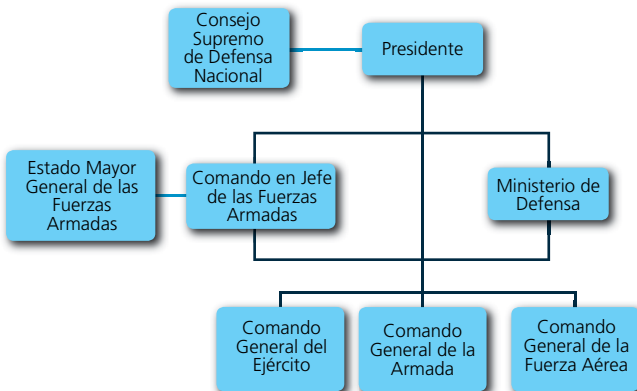 Consejo
Supremo
de Defensa
Nacional
Presidente
Estado Mayor
General de las
Fuerzas
Armadas
Comando en Jefe
de las Fuerzas
Armadas
Ministerio de
Defensa
Comando
General del
Ejército
Comando
General de la
Armada
Comando
General de la
Fuerza Aérea